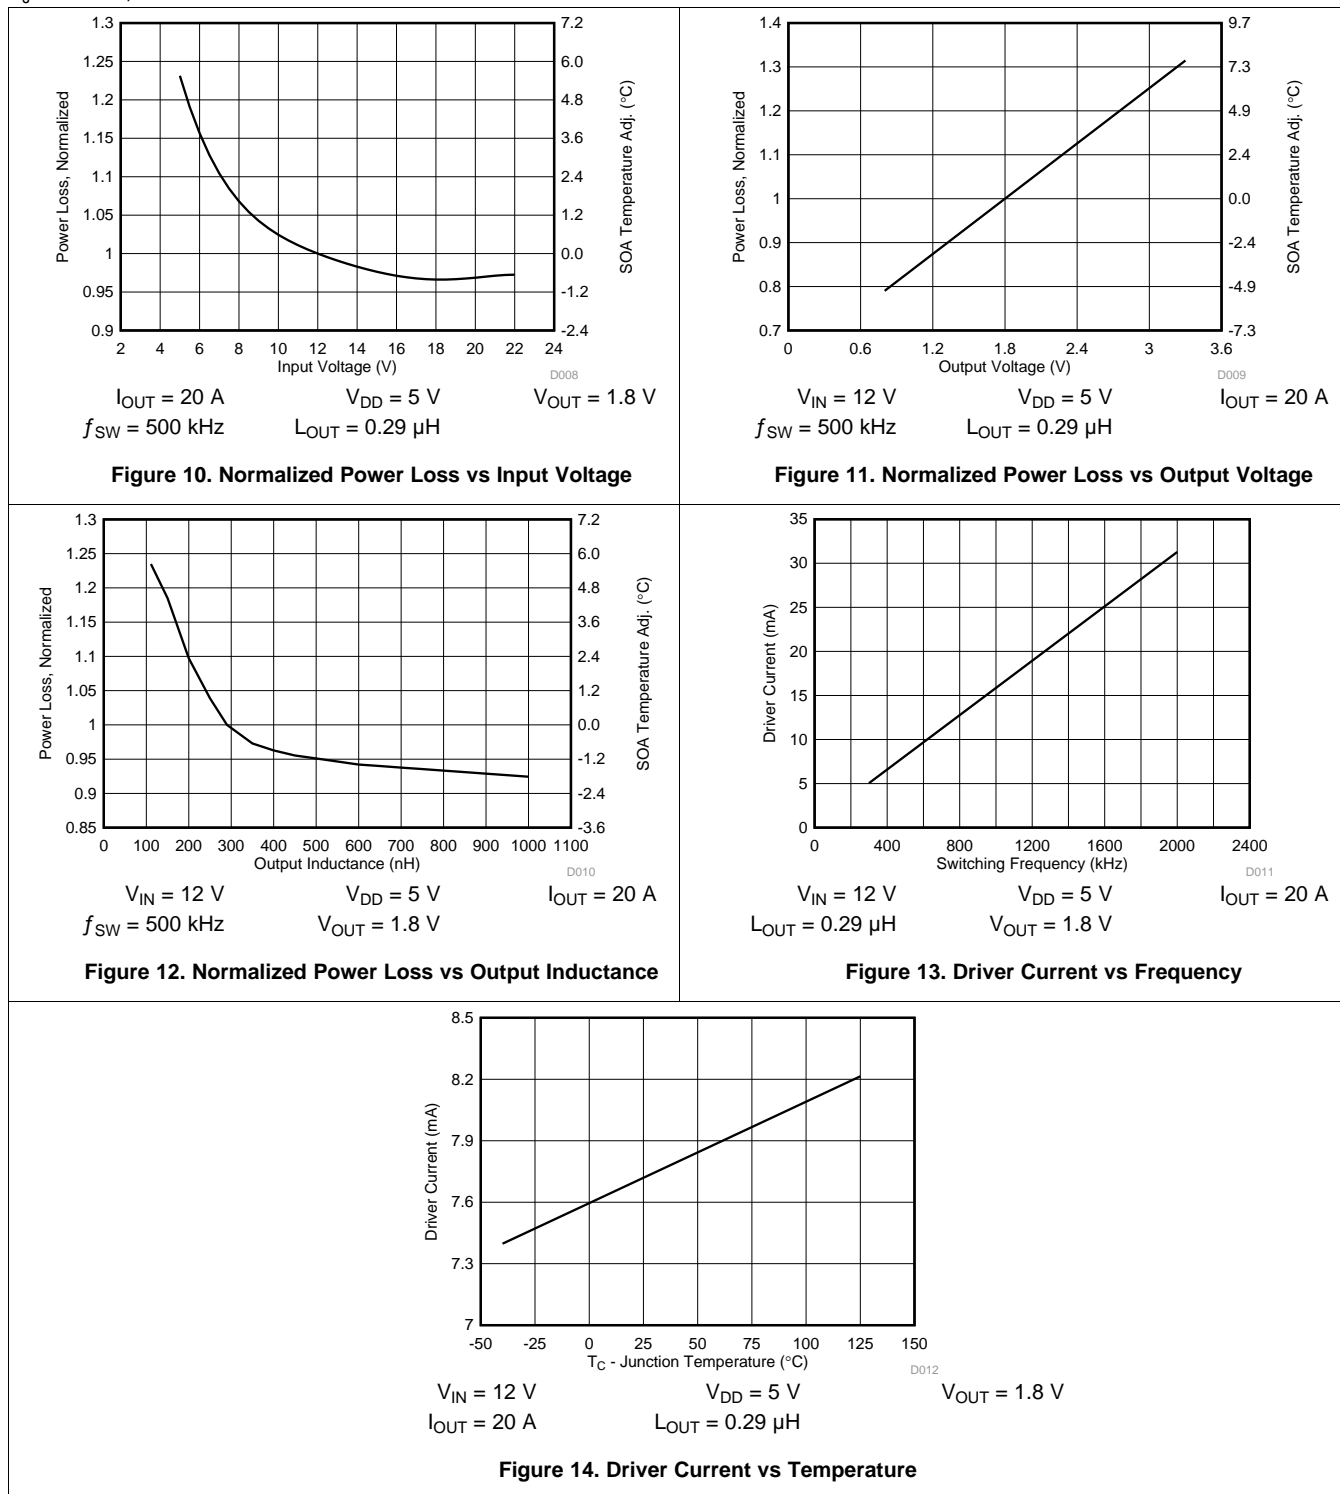 1.3
7.2
1.25
6.0
1.2
4.8
1.15
3.6
1.1
2.4
1.05
1.2
1
0.0
0.95
-1.2
0.9
-2.4
2 4 6 8 10 12 14 16 18 20 22 24
Power Loss, Normalized
SOA Temperature Adj. (°C)
Input Voltage (V)
D008
IOUT = 20 A VDD = 5 V VOUT = 1.8 V
ƒSW = 500 kHz LOUT = 0.29 µH
Figure 10. Normalized Power Loss vs Input Voltage
1.4
9.7
1.3
7.3
1.2
4.9
1.1
2.4
1
0.0
0.9
-2.4
0.8
-4.9
0.7
-7.3
0 0.6 1.2 1.8 2.4 3 3.6
Power Loss, Normalized
SOA Temperature Adj. (°C)
Output Voltage (V)
D009
VIN = 12 V VDD = 5 V IOUT = 20 A
ƒSW = 500 kHz LOUT = 0.29 µH
Figure 11. Normalized Power Loss vs Output Voltage
1.3
7.2
1.25
6.0
1.2
4.8
1.15
3.6
1.1
2.4
1.05
1.2
1
0.0
0.95
-1.2
0.9
-2.4
0.85
-3.6
0 100 200 300 400 500 600 700 800 900 1000 1100
Power Loss, Normalized
SOA Temperature Adj. (°C)
Output Inductance (nH)
D010
VIN = 12 V VDD = 5 V IOUT = 20 A
ƒSW = 500 kHz VOUT = 1.8 V
Figure 12. Normalized Power Loss vs Output Inductance
35
30
25
20
15
10
5
0
0 400 800 1200 1600 2000 2400
Driver Current (mA)
Switching Frequency (kHz)
D011
VIN = 12 V VDD = 5 V IOUT = 20 A
LOUT = 0.29 µH VOUT = 1.8 V
Figure 13. Driver Current vs Frequency
8.5
8.2
7.9
7.6
7.3
7
-50 -25 0 25 50 75 100 125 150
Driver Current (mA)
TC - Junction Temperature (°C)
D012
VIN = 12 V VDD = 5 V VOUT = 1.8 V
IOUT = 20 A LOUT = 0.29 µH
Figure 14. Driver Current vs Temperature